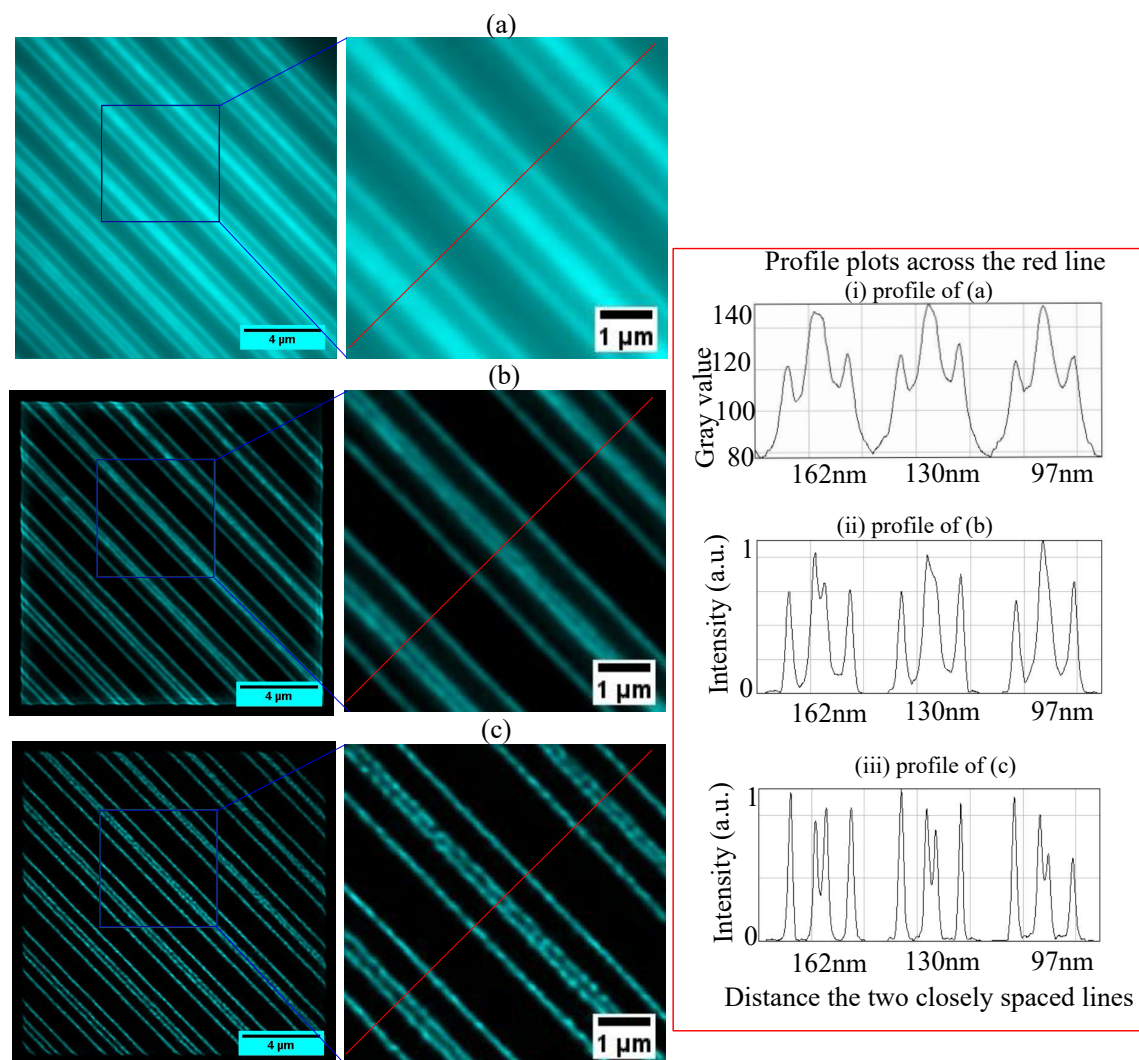 (a)
4 µm
1 µm
(b)
4 µm
1 µm
(c)
4 µm
1 µm
Profile plots across the red line
(i) profile of (a)
Gray value
140
120
100
80
162nm 130nm 97nm
(ii) profile of (b)
Intensity (a.u.)
1
0
162nm 130nm 97nm
(iii) profile of (c)
Intensity (a.u.)
1
0
162nm 130nm 97nm
Distance the two closely spaced lines